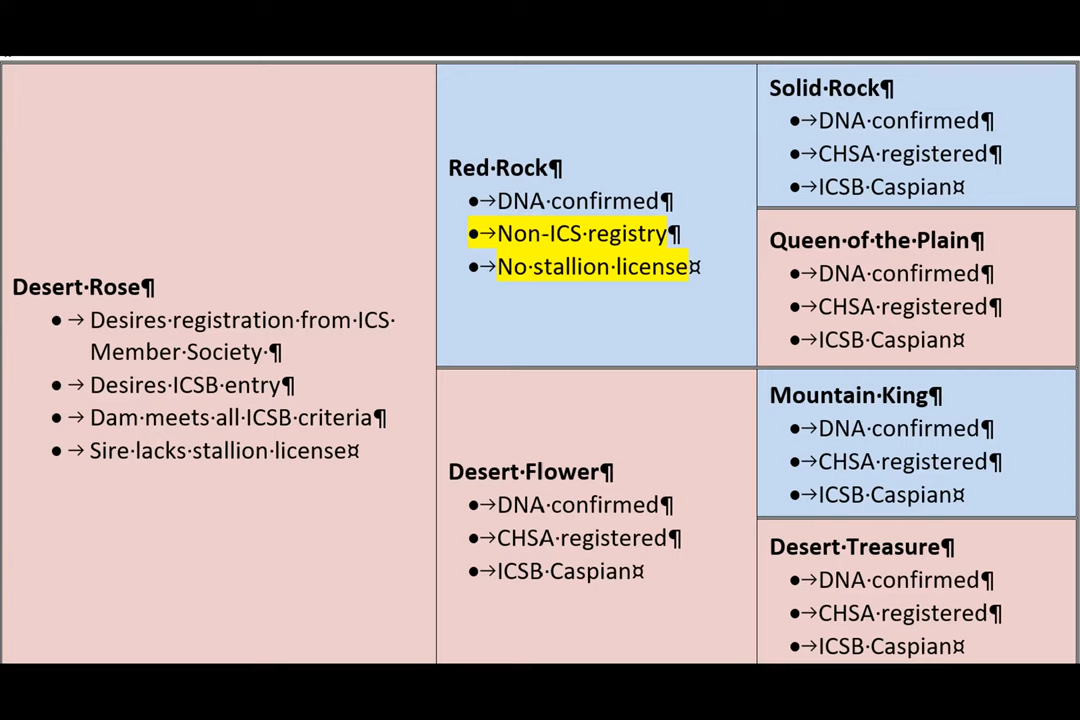 Desert·Rose¶
●→Desires·registration·from·ICS·
Member·Society·¶
●→Desires·ICSB·entry¶
●→Dam·meets·all·ICSB·criteria¶
●→Sire·lacks·stallion·license¤
Red·Rock¶
●→DNA·confirmed¶
●→Non-ICS·registry¶
●→No·stallion·license¤
Desert·Flower¶
●→DNA·confirmed¶
●→CHSA·registered¶
●→ICSB·Caspian¤
Solid·Rock¶
●→DNA·confirmed¶
●→CHSA·registered¶
●→ICSB·Caspian¤
Queen·of·the·Plain¶
●→DNA·confirmed¶
●→CHSA·registered¶
●→ICSB·Caspian¤
Mountain·King¶
●→DNA·confirmed¶
●→CHSA·registered¶
●→ICSB·Caspian¤
Desert·Treasure¶
●→DNA·confirmed¶
●→CHSA·registered¶
●→ICSB·Caspian¤